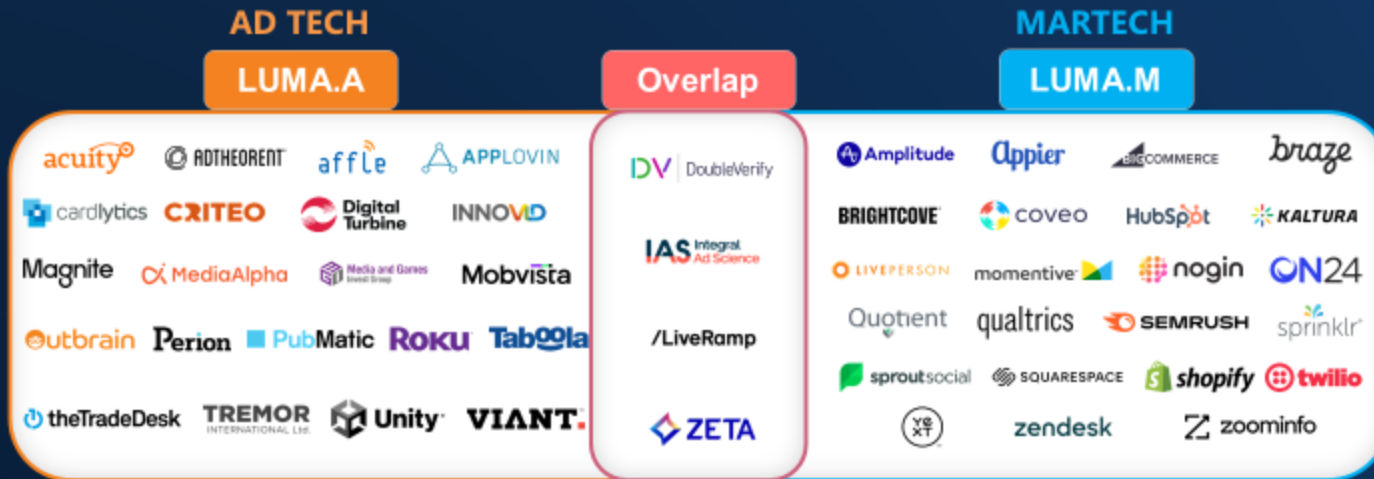 AD TECH
MARTECH
LUMA.A
Overlap
LUMA.M
acuity ADTHEORENT affle APPLOVIN
cardlytics CRITEO Digital Turbine INNOVID
Magnite MediaAlpha Media and Games Invest Group Mobvista
Outbrain Perion PubMatic ROKU Taboola
theTradeDesk TREMOR INTERNATIONAL Ltd. Unity VIANT.
DV DoubleVerify
IAS Integral Ad Science
/LiveRamp
ZETA
Amplitude Appier BIGCOMMERCE braze
BRIGHTCOVE coveo HubSpot KALTURA
LIVEPERSON momentive nogin ON24
Quotient qualtrics SEMRUSH sprinklr
sproutsocial SQUARESPACE shopify twilio
yext zendesk zoominfo